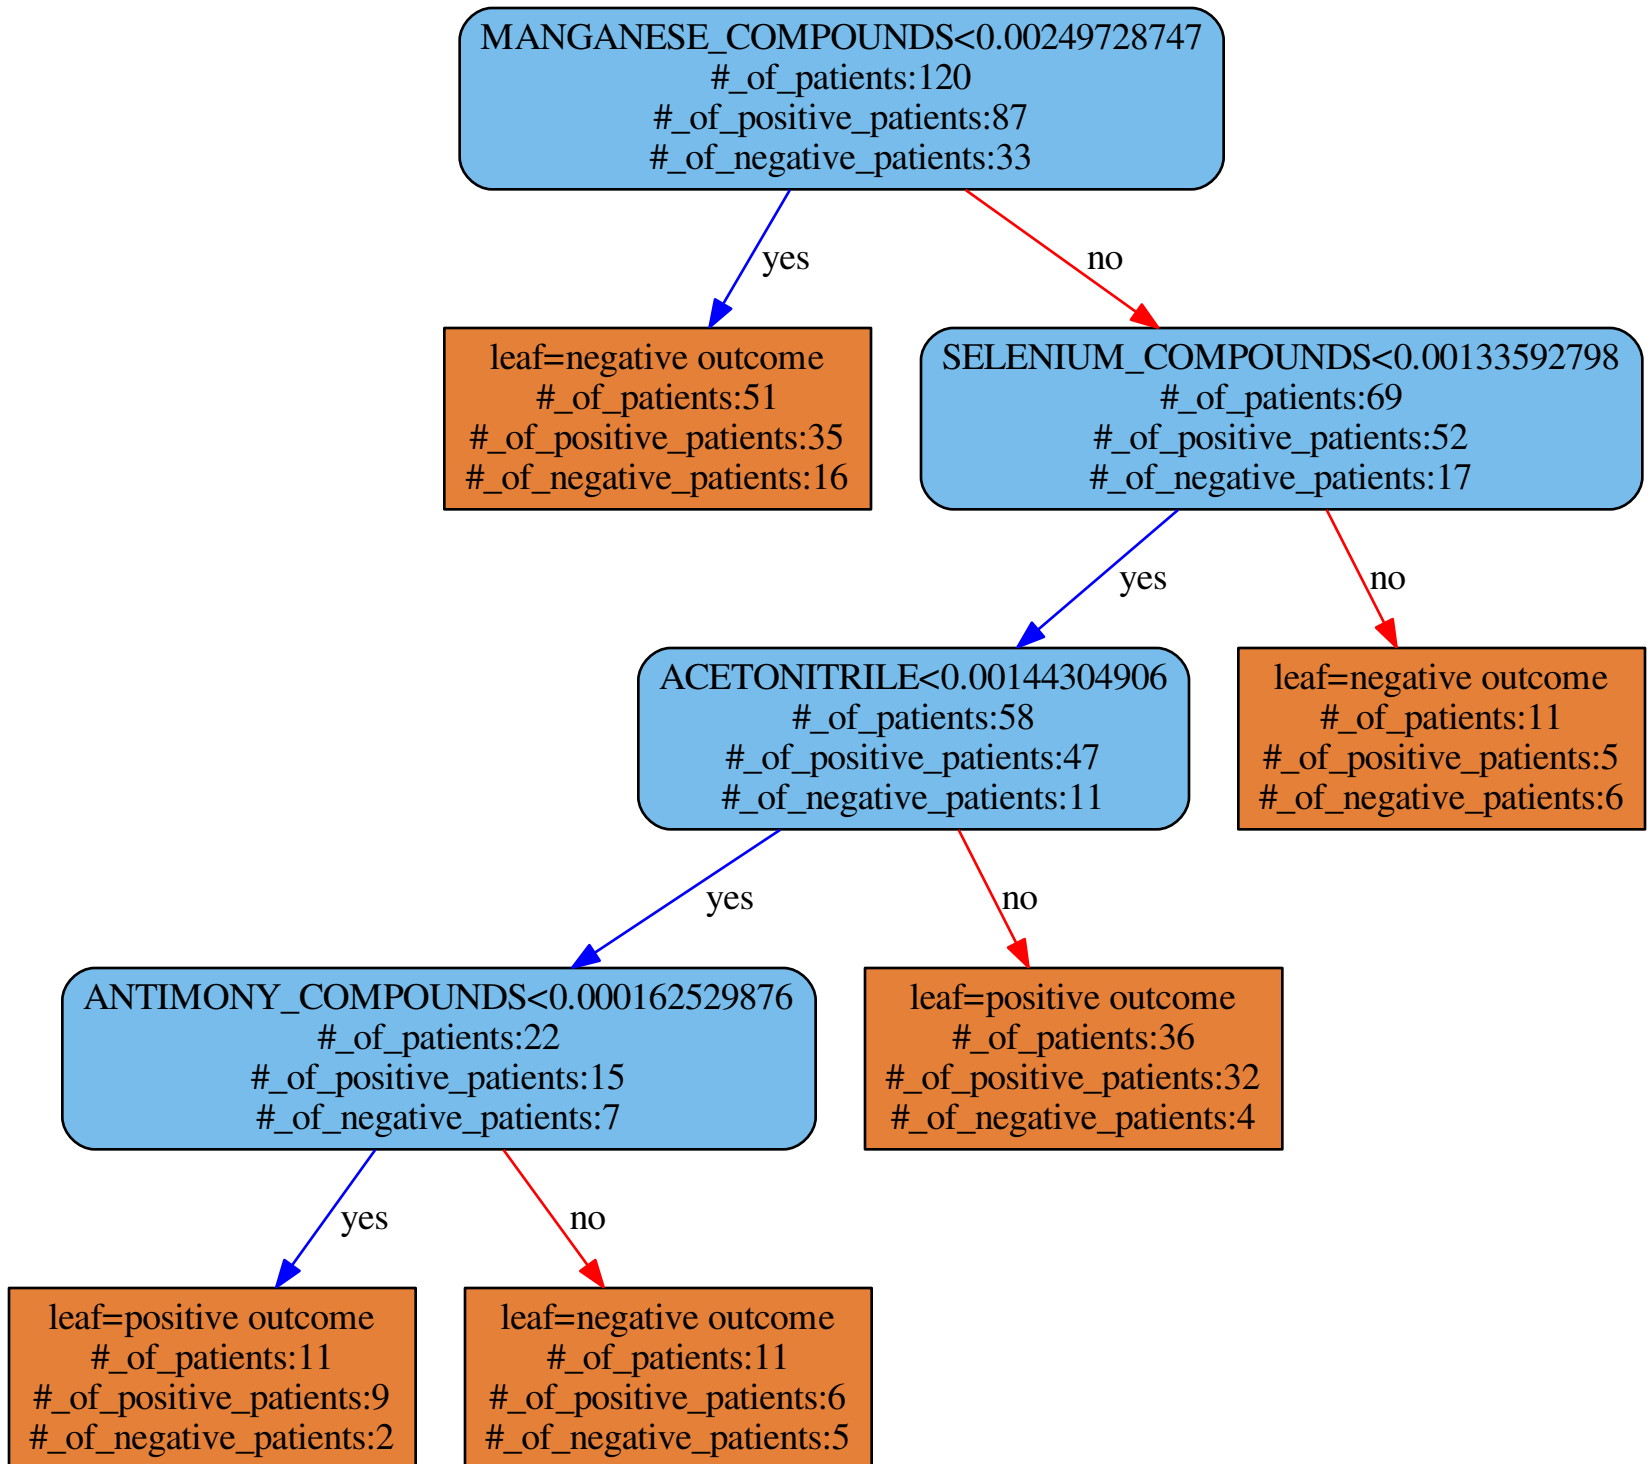 MANGANESE_COMPOUNDS<0.00249728747
#_of_patients:120
#_of_positive_patients:87
#_of_negative_patients:33
yes
no
leaf=negative outcome
#_of_patients:51
#_of_positive_patients:35
#_of_negative_patients:16
SELENIUM_COMPOUNDS<0.00133592798
#_of_patients:69
#_of_positive_patients:52
#_of_negative_patients:17
yes
no
ACETONITRILE<0.00144304906
#_of_patients:58
#_of_positive_patients:47
#_of_negative_patients:11
leaf=negative outcome
#_of_patients:11
#_of_positive_patients:5
#_of_negative_patients:6
yes
no
ANTIMONY_COMPOUNDS<0.000162529876
#_of_patients:22
#_of_positive_patients:15
#_of_negative_patients:7
leaf=positive outcome
#_of_patients:36
#_of_positive_patients:32
#_of_negative_patients:4
yes
no
leaf=positive outcome
#_of_patients:11
#_of_positive_patients:9
#_of_negative_patients:2
leaf=negative outcome
#_of_patients:11
#_of_positive_patients:6
#_of_negative_patients:5